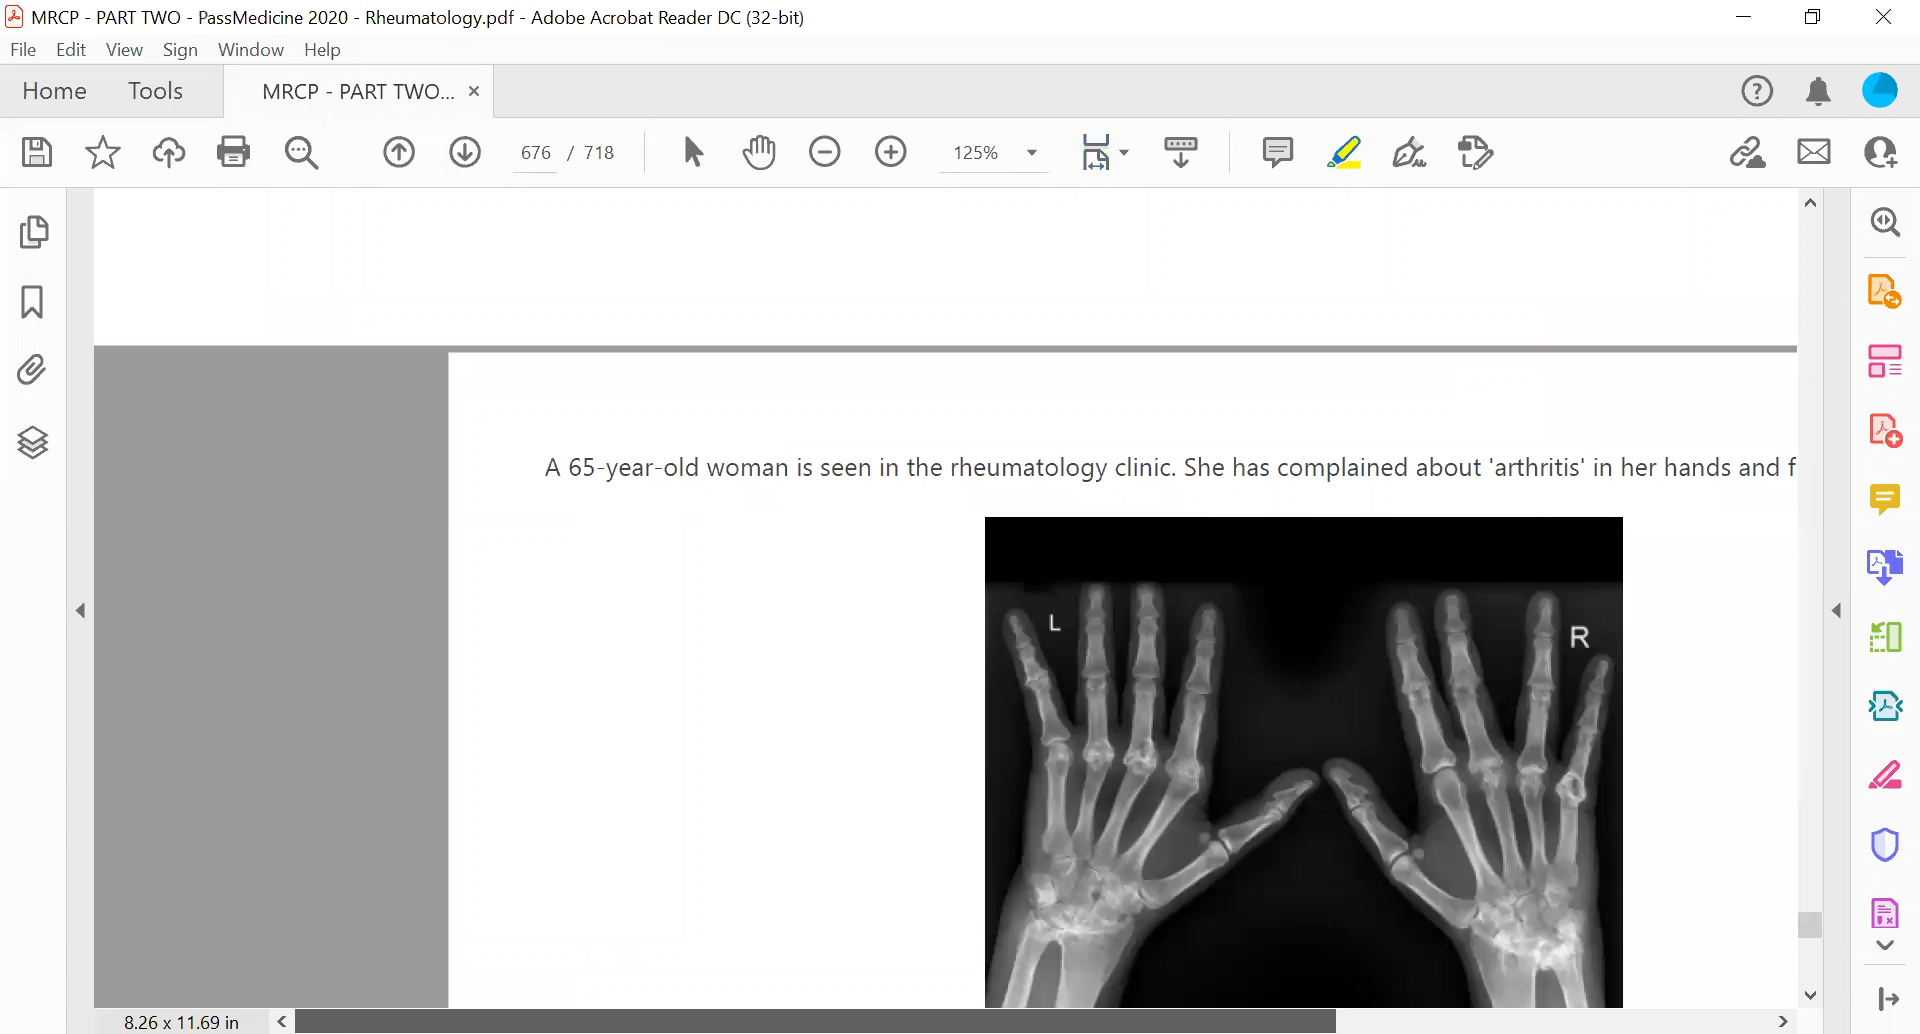 MRCP - PART TWO - PassMedicine 2020 - Rheumatology.pdf - Adobe Acrobat Reader DC (32-bit)
File Edit View Sign Window Help
Home Tools MRCP - PART TWO...
676 / 718 125%
A 65-year-old woman is seen in the rheumatology clinic. She has complained about 'arthritis' in her hands and f
L
R
8.26 x 11.69 in